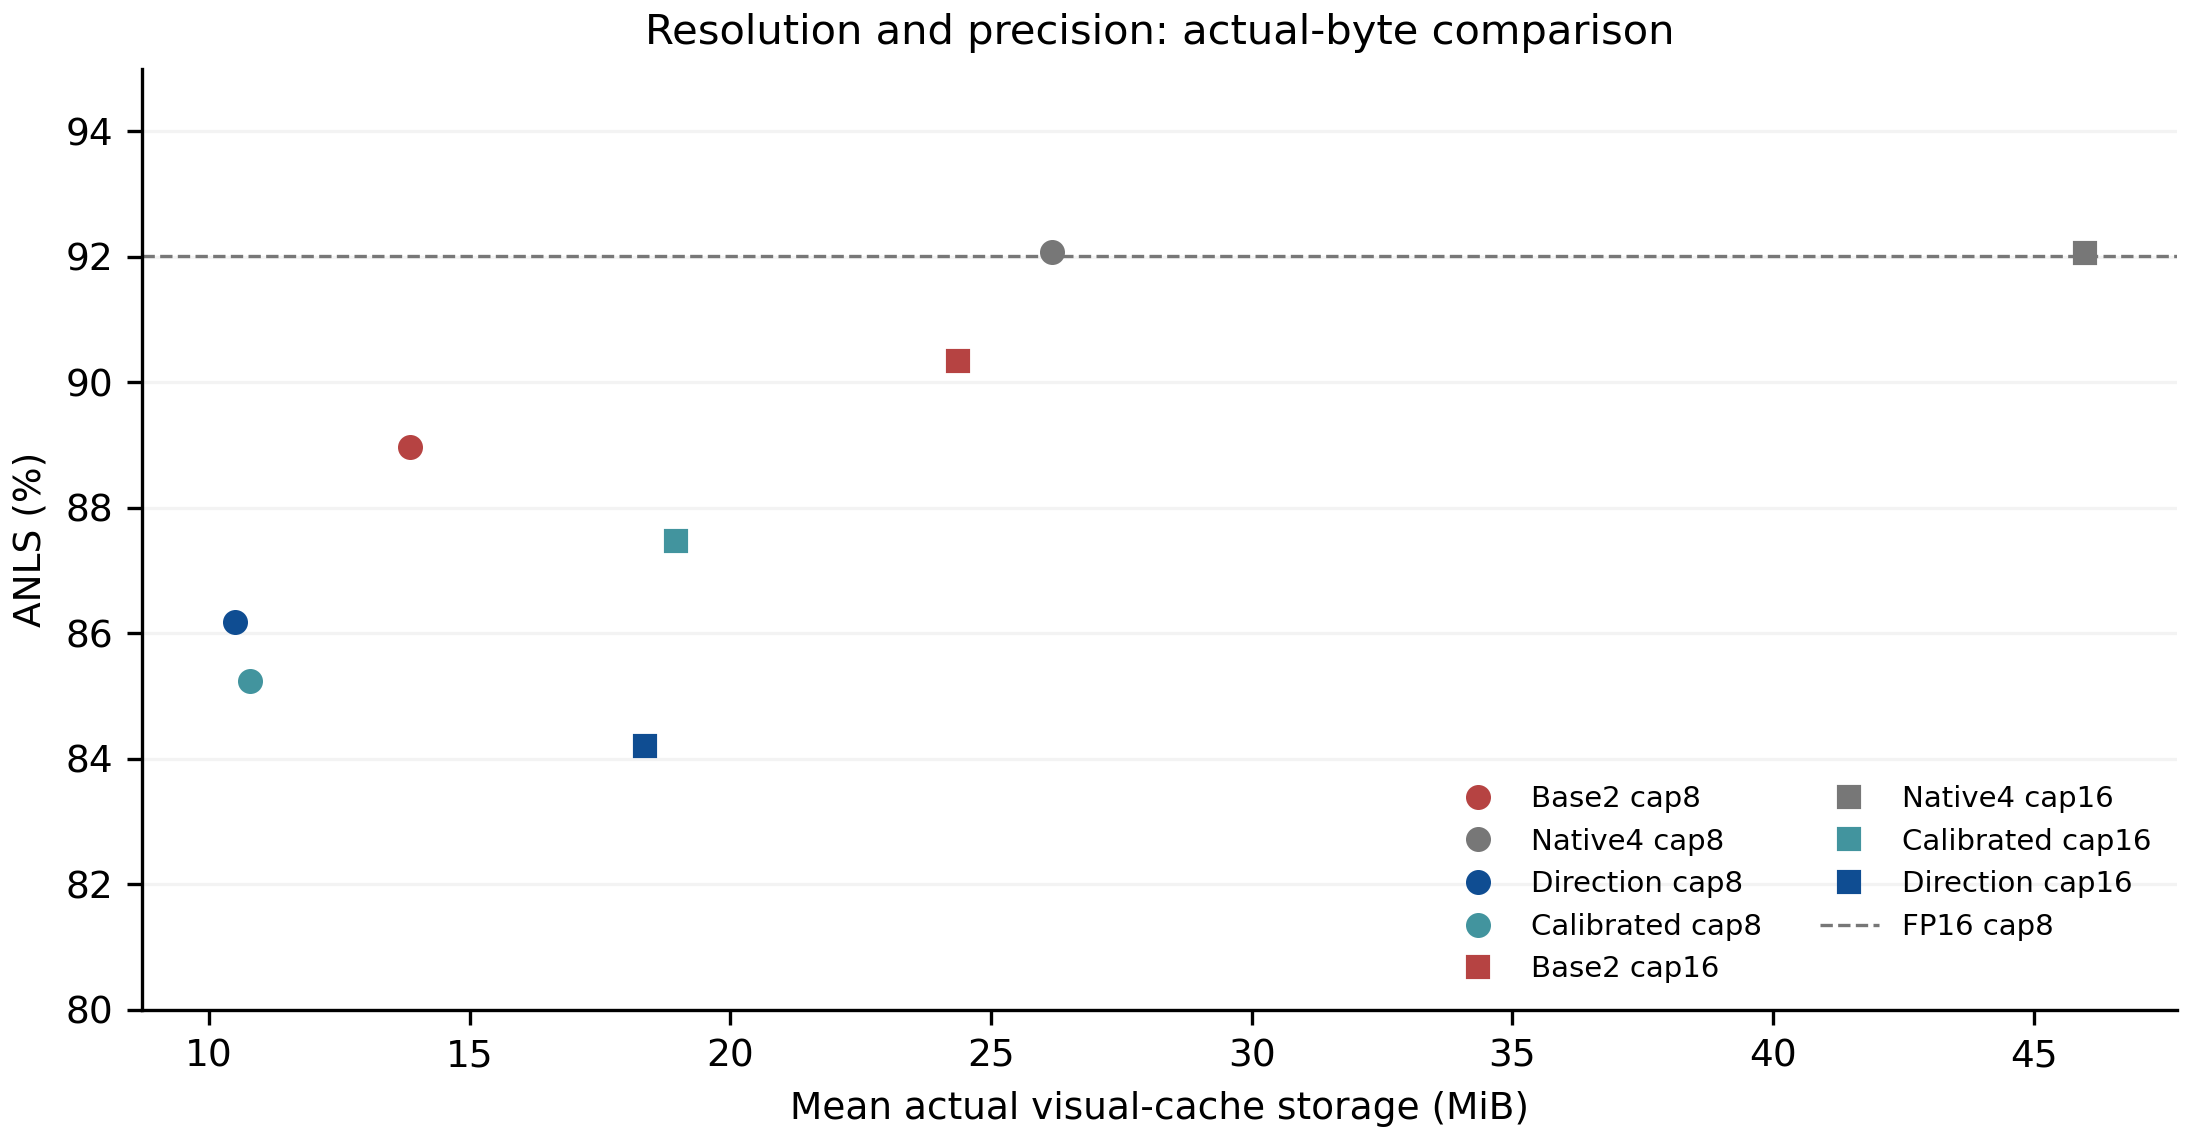 Resolution and precision: actual-byte comparison
ANLS (%)
94
92
90
88
86
84
82
80
10 15 20 25 30 35 40 45
Mean actual visual-cache storage (MiB)
Base2 cap8
Native4 cap8
Direction cap8
Calibrated cap8
Base2 cap16
Native4 cap16
Calibrated cap16
Direction cap16
FP16 cap8